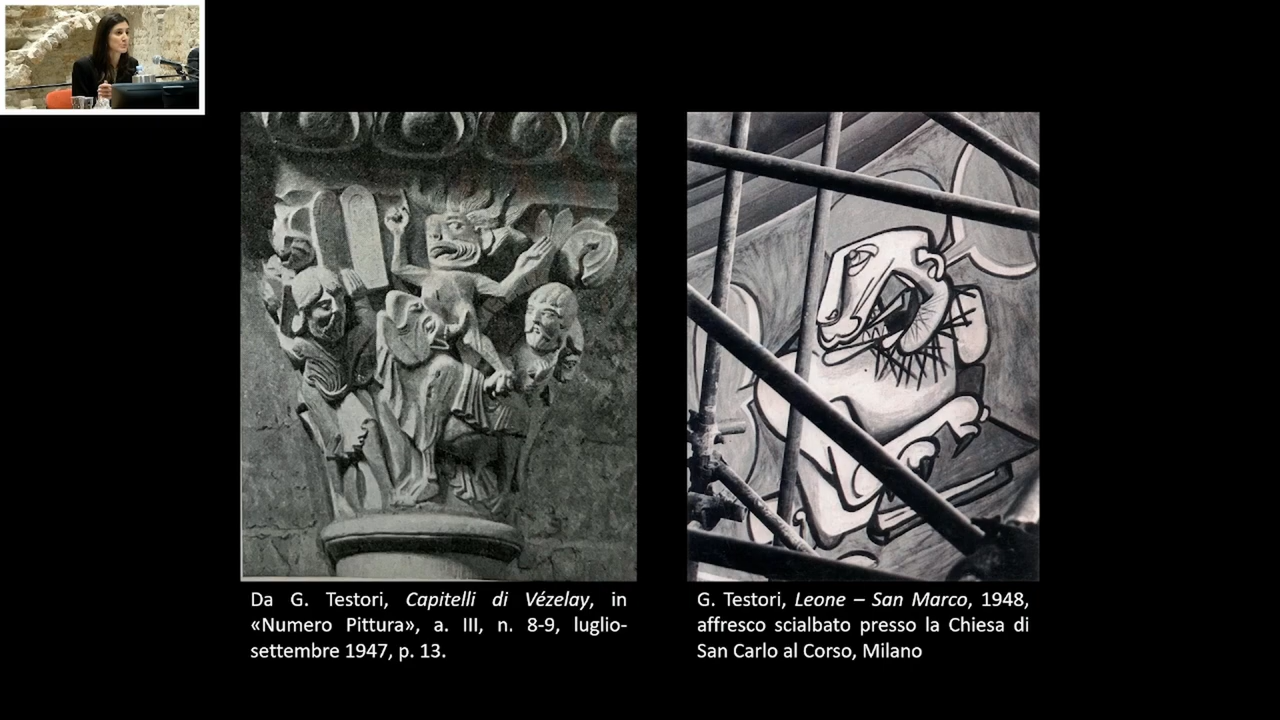 Da G. Testori, Capitelli di Vézelay, in
«Numero Pittura», a. III, n. 8-9, luglio-
settembre 1947, p. 13.
G. Testori, Leone – San Marco, 1948,
affresco scialbato presso la Chiesa di
San Carlo al Corso, Milano